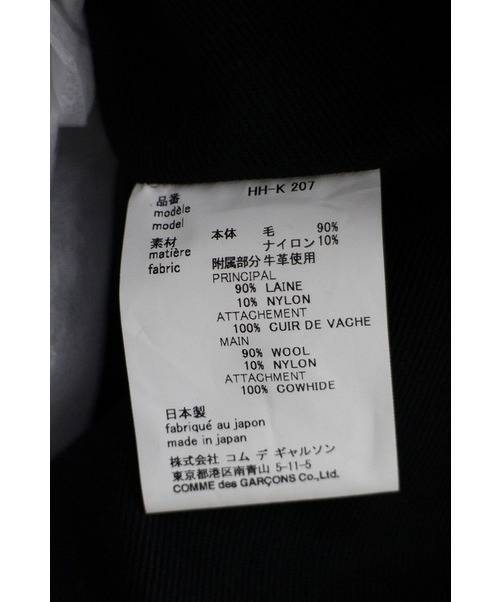 品番 HH-K 207
modèle
model
素材 本体 毛 90%
matière ナイロン 10%
fabric 附属部分 牛革使用
PRINCIPAL
90% LAINE
10% NYLON
ATTACHEMENT
100% CUIR DE VACHE
MAIN
90% WOOL
10% NYLON
ATTACHMENT
100% COWHIDE
日本製
fabriqué au japon
made in japan
株式会社 コム デ ギャルソン
東京都港区南青山 5-11-5
COMME des GARÇONS Co.,Ltd.